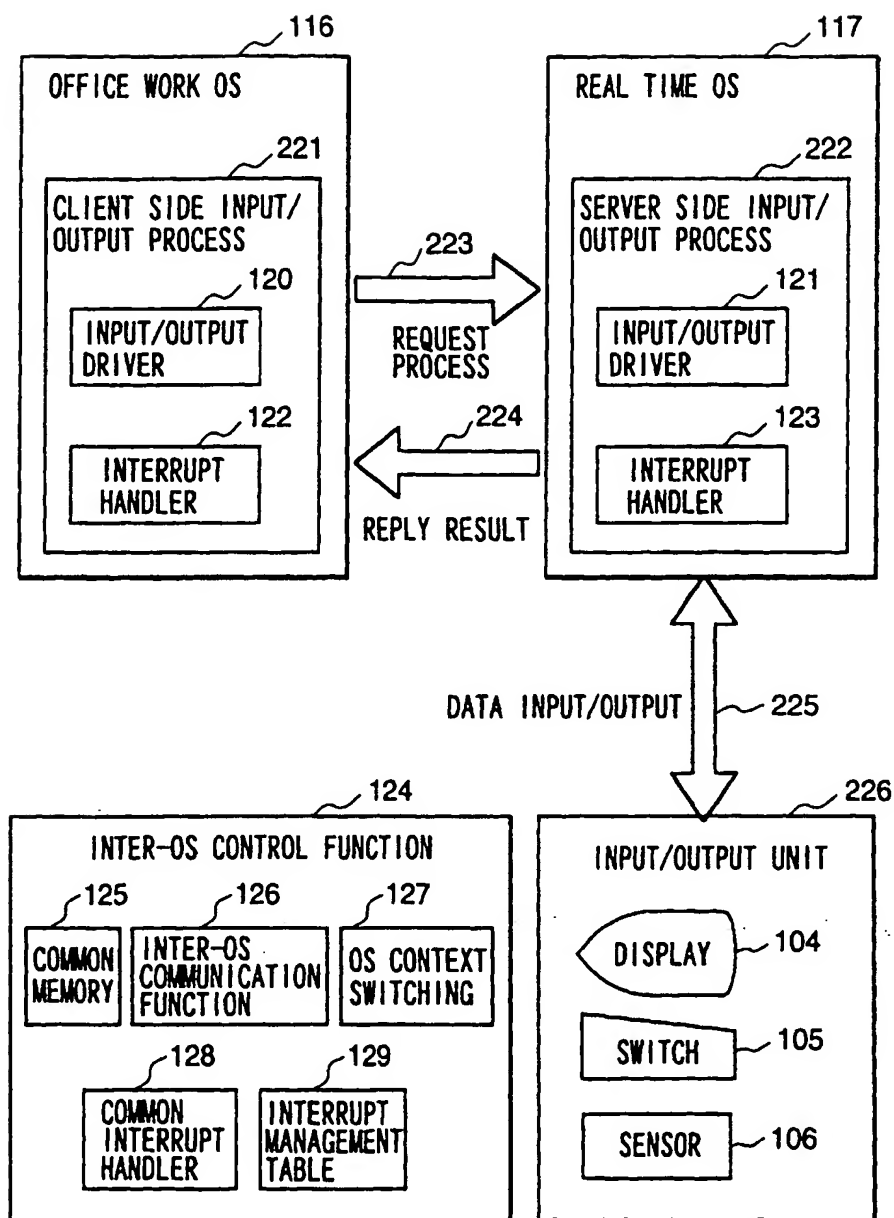 116
117
OFFICE WORK OS
REAL TIME OS
221
222
CLIENT SIDE INPUT/
OUTPUT PROCESS
SERVER SIDE INPUT/
OUTPUT PROCESS
223
120
121
INPUT/OUTPUT
DRIVER
REQUEST
PROCESS
INPUT/OUTPUT
DRIVER
122
224
123
INTERRUPT
HANDLER
INTERRUPT
HANDLER
REPLY RESULT
DATA INPUT/OUTPUT
225
124
226
INTER-OS CONTROL FUNCTION
INPUT/OUTPUT UNIT
125
126
127
COMMON
MEMORY
INTER-OS
COMMUNICATION
FUNCTION
OS CONTEXT
SWITCHING
DISPLAY
104
SWITCH
105
128
129
COMMON
INTERRUPT
HANDLER
INTERRUPT
MANAGEMENT
TABLE
SENSOR
106